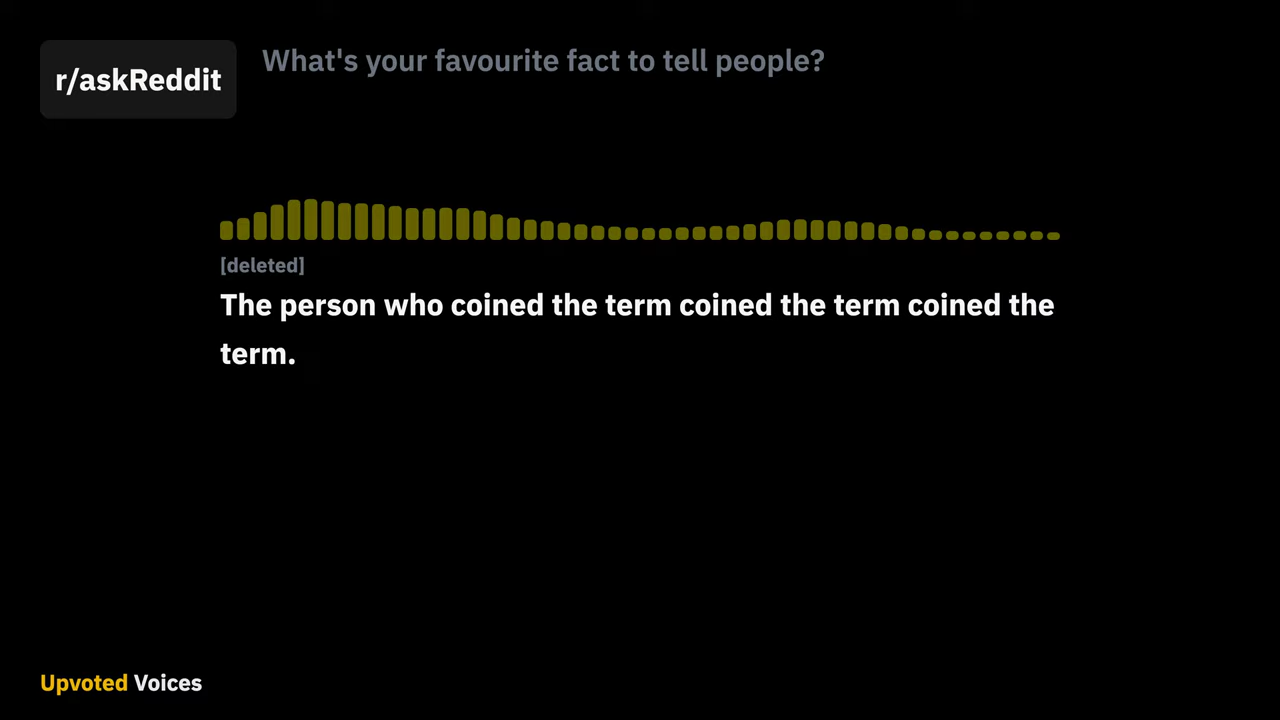 r/askReddit
What's your favourite fact to tell people?
[deleted]
The person who coined the term coined the term coined the
term.
Upvoted Voices